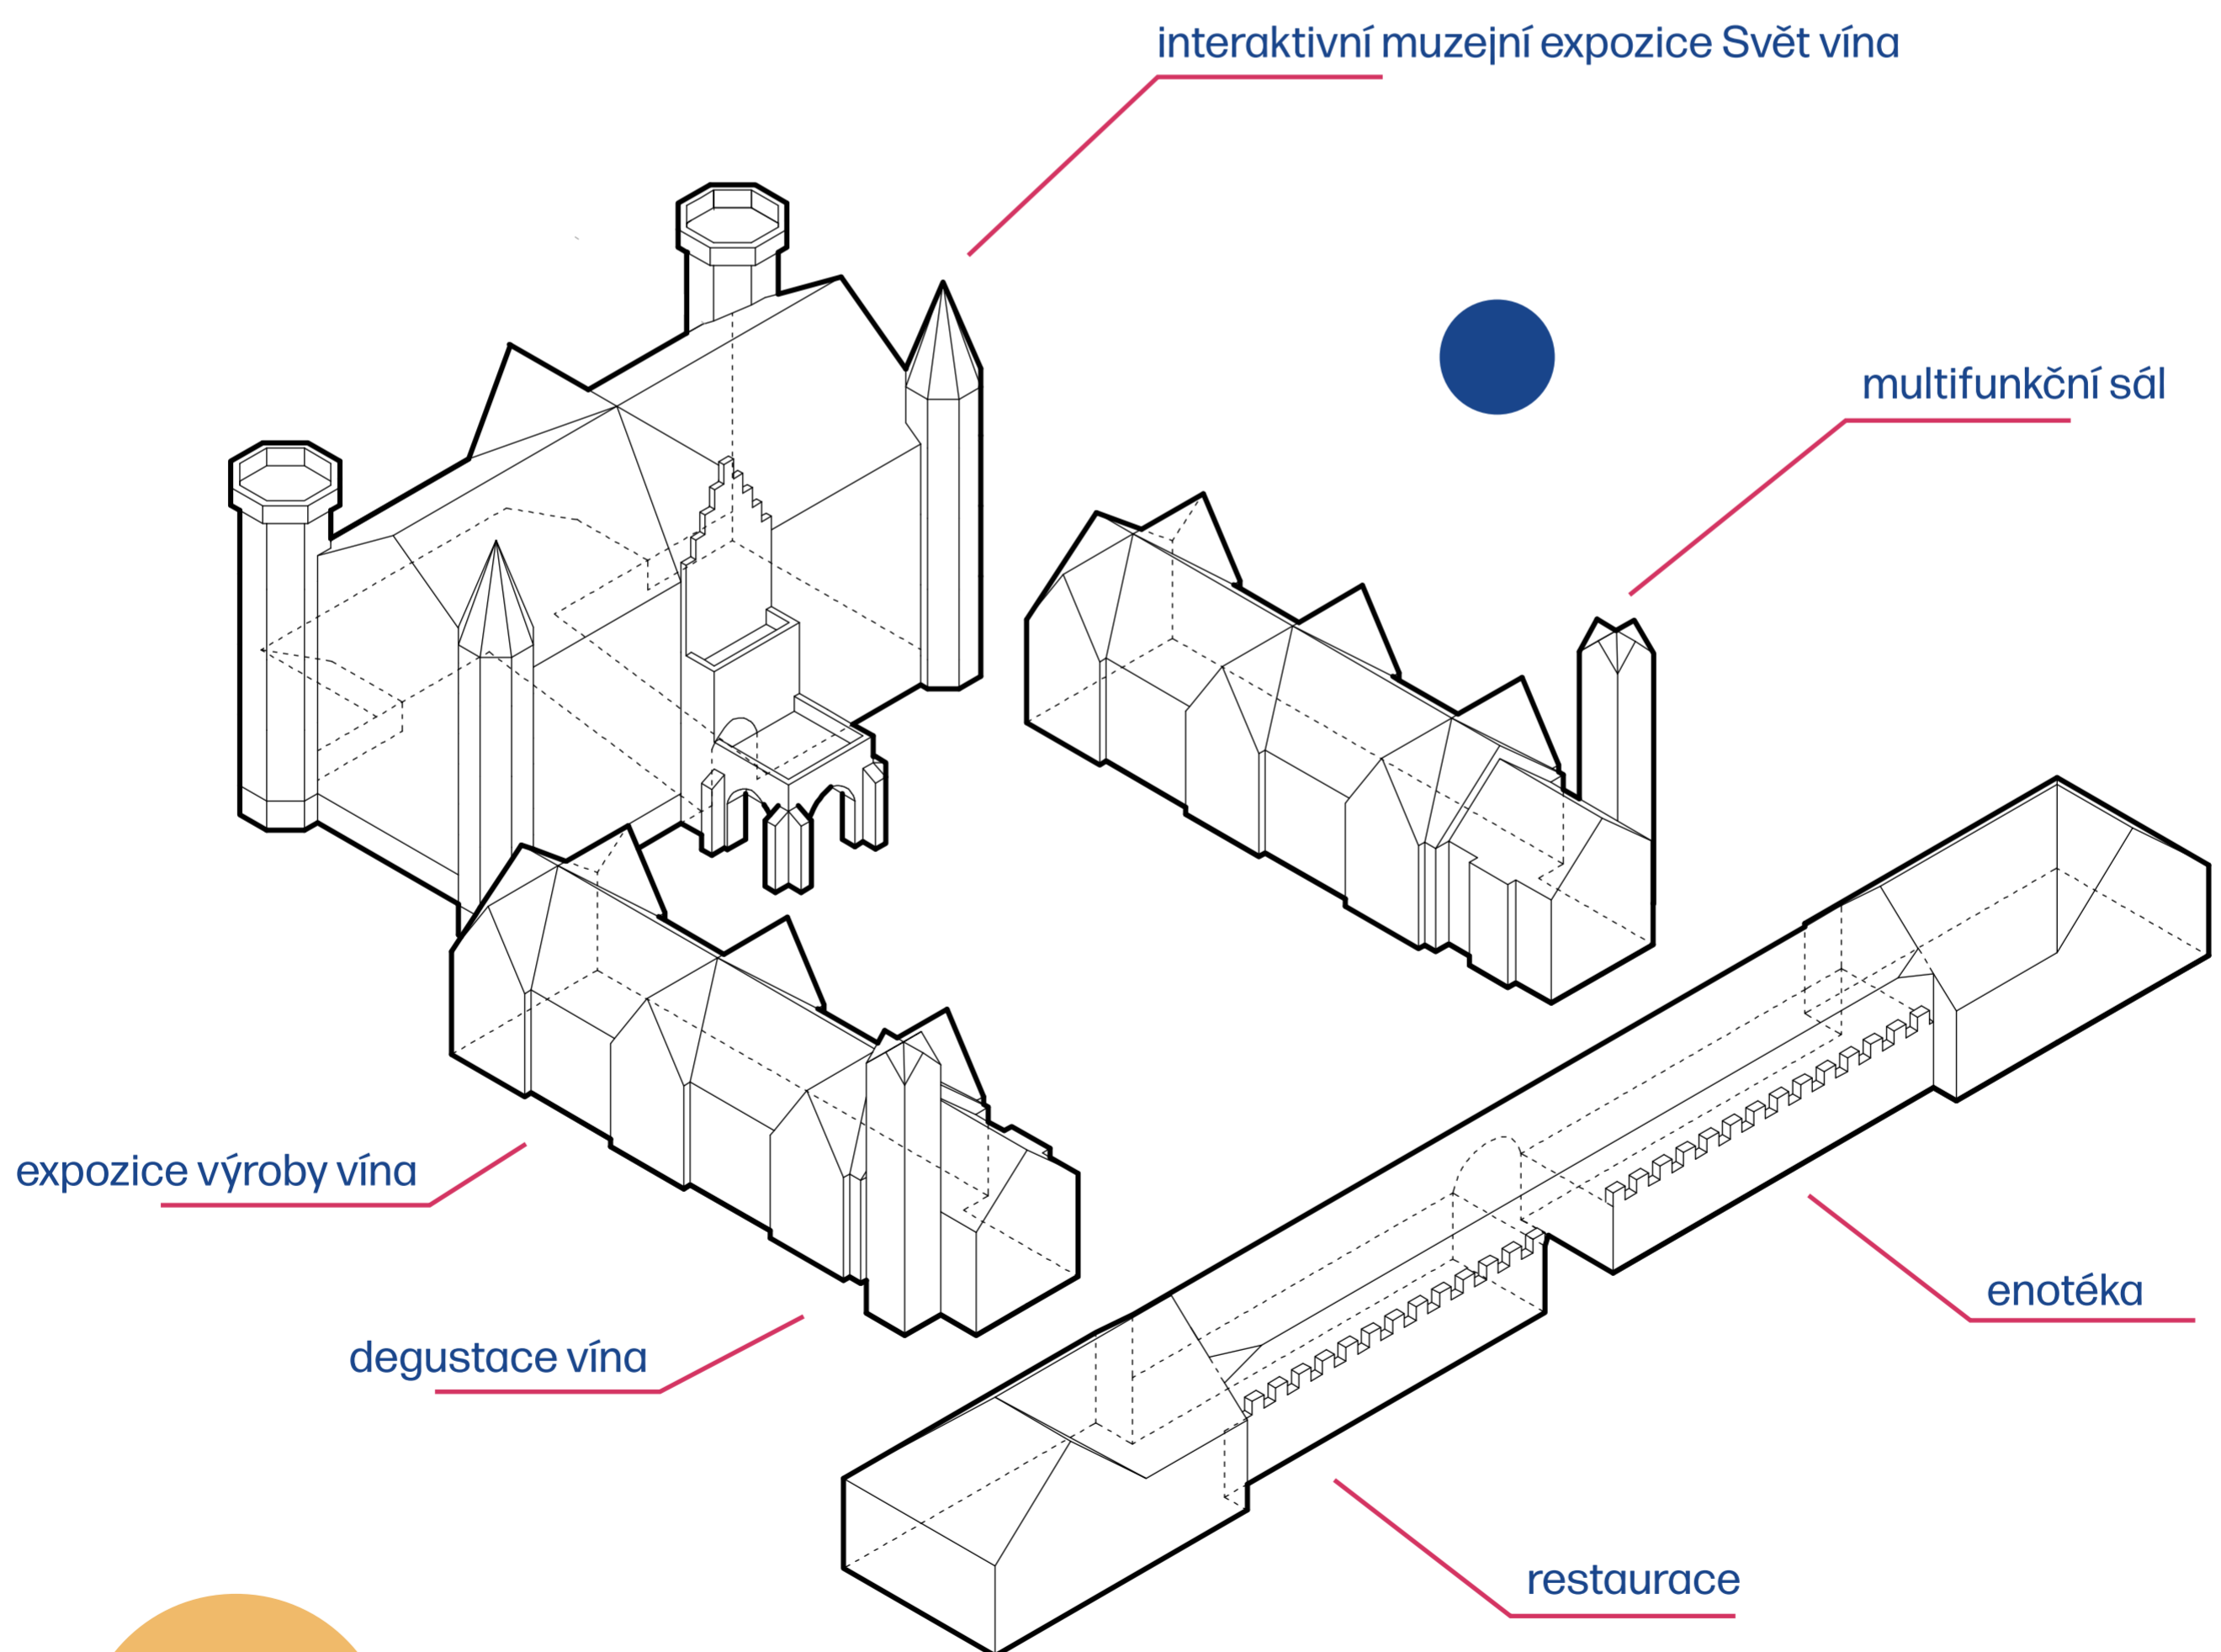 interaktivní muzejní expozice Svět vína
multifunkční sál
expozice výroby vína
enotéka
degustace vína
restaurace